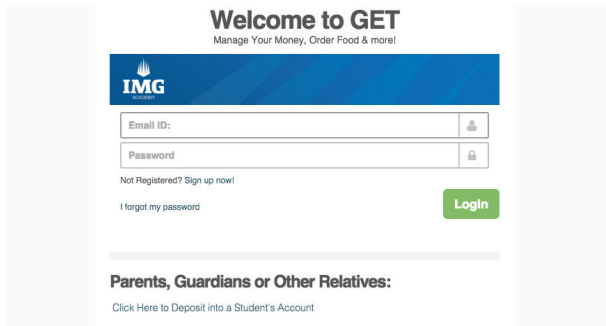 Welcome to GET
Manage Your Money, Order Food & more!
IMG
ACADEMY
Email ID:
Password
Not Registered? Sign up now!
I forgot my password
Login
Parents, Guardians or Other Relatives:
Click Here to Deposit into a Student's Account